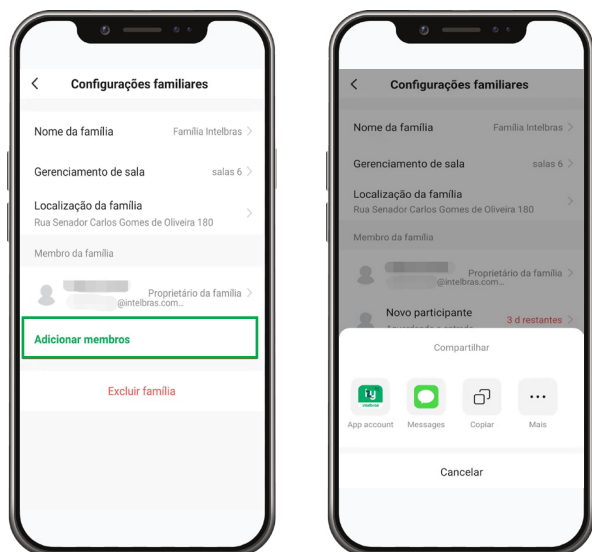 Configurações familiares
Nome da família
Família Intelbras
Gerenciamento de sala
salas 6
Localização da família
Rua Senador Carlos Gomes de Oliveira 180
Membro da família
Proprietário da família
@intelbras.com...
Adicionar membros
Excluir família
Configurações familiares
Nome da família
Família Intelbras
Gerenciamento de sala
salas 6
Localização da família
Rua Senador Carlos Gomes de Oliveira 180
Membro da família
Proprietário da família
@intelbras.com...
Novo participante
3 d restantes
Compartilhar
App account
Messages
Copiar
Mais
Cancelar